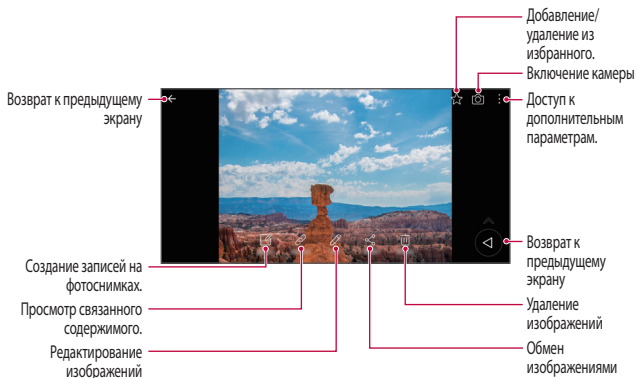 Добавление/
удаление из
избранного.
Включение камеры
Возврат к предыдущему
экрану
Доступ к
дополнительным
параметрам.
Создание записей на
фотоснимках.
Просмотр связанного
содержимого.
Редактирование
изображений
Возврат к
предыдущему
экрану
Удаление
изображений
Обмен
изображениями